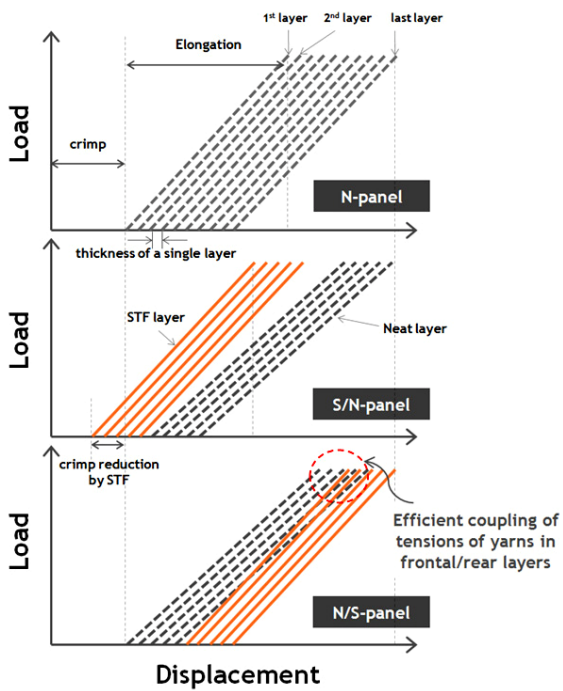 1st layer 2nd layer last layer
Elongation
Load
crimp
N-panel
thickness of a single layer
STF layer
Neat layer
Load
S/N-panel
crimp reduction
by STF
Load
Efficient coupling of
tensions of yarns in
frontal/rear layers
N/S-panel
Displacement